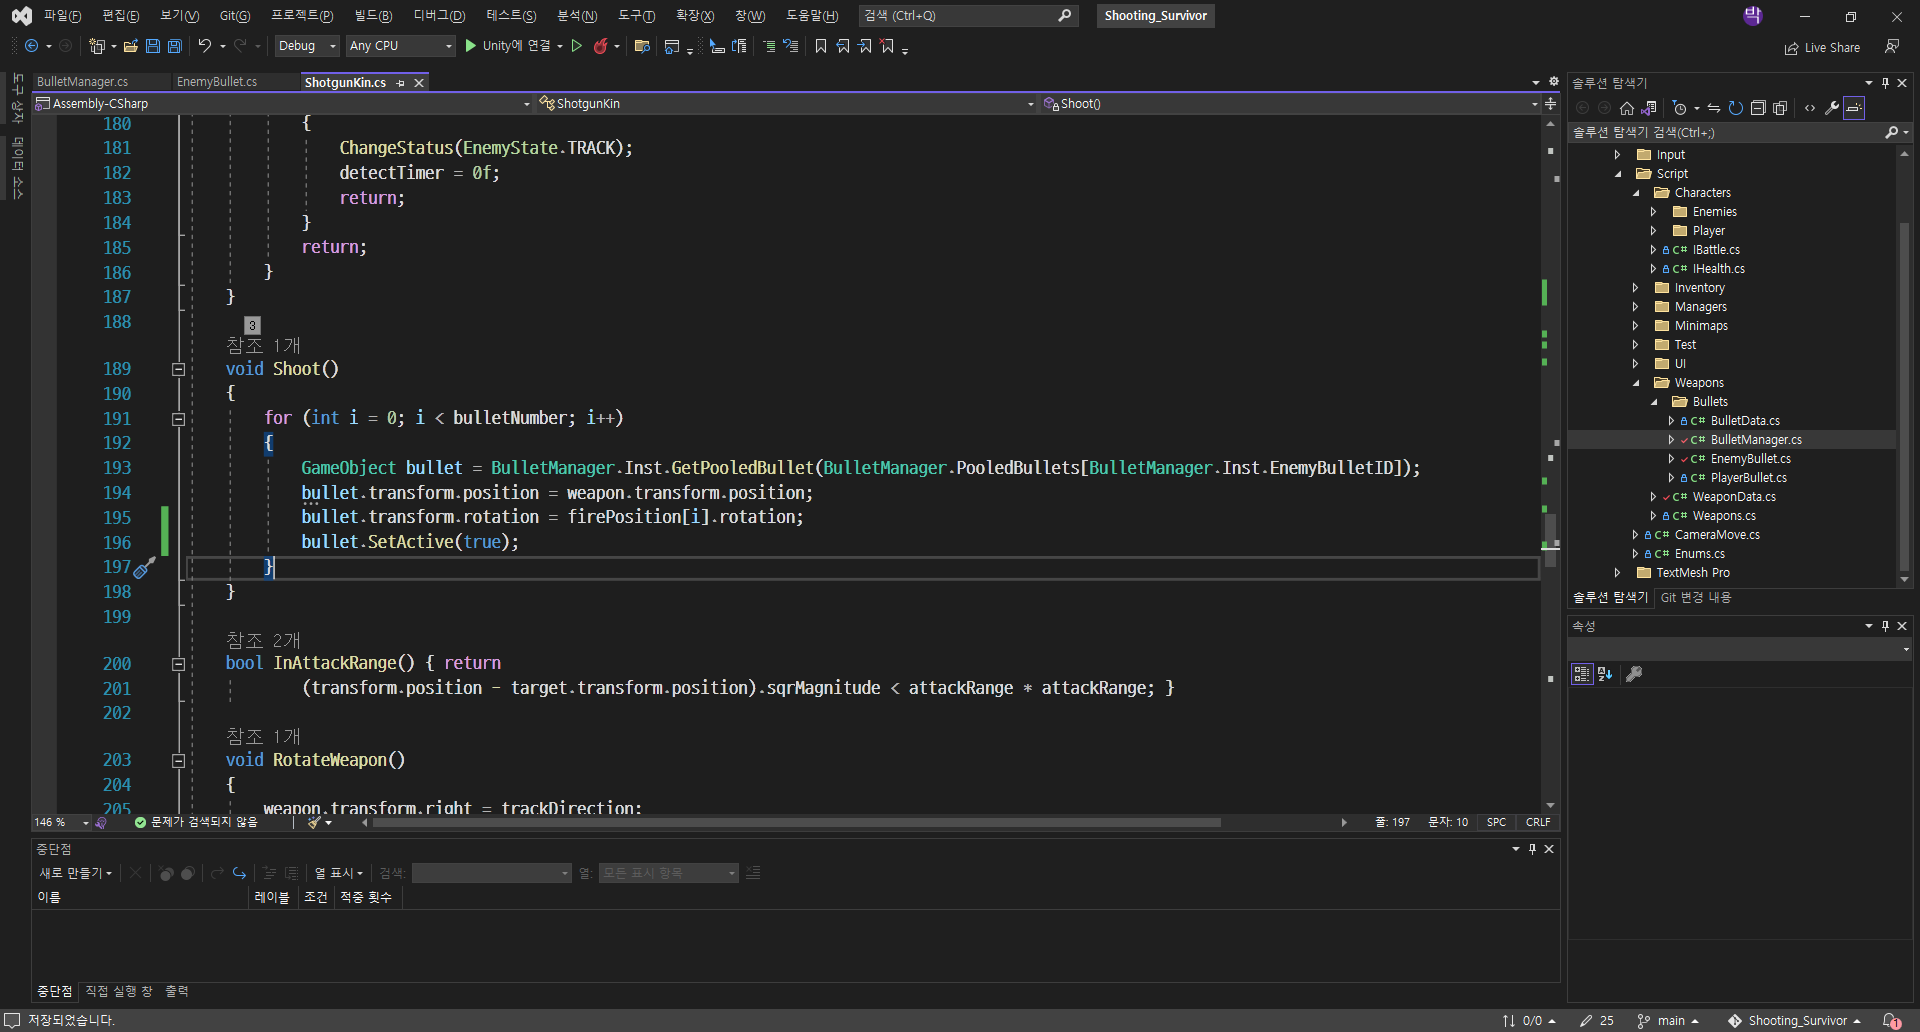 파일(F) 편집(E) 보기(V) Git(G) 프로젝트(P) 빌드(B) 디버그(D) 테스트(S) 분석(N) 도구(T) 확장(X) 창(W) 도움말(H) 검색 (Ctrl+Q) Shooting_Survivor 박
Debug Any CPU Unity에 연결 Live Share
도구 상자
데이터 소스
BulletManager.cs EnemyBullet.cs ShotgunKin.cs
Assembly-CSharp ShotgunKin Shoot()
180 {
181 ChangeStatus(EnemyState.TRACK);
182 detectTimer = 0f;
183 return;
184 }
185 return;
186 }
187 }
188
3
참조 1개
189 void Shoot()
190 {
191 for (int i = 0; i < bulletNumber; i++)
192 {
193 GameObject bullet = BulletManager.Inst.GetPooledBullet(BulletManager.PooledBullets[BulletManager.Inst.EnemyBulletID]);
194 bullet.transform.position = weapon.transform.position;
195 bullet.transform.rotation = firePosition[i].rotation;
196 bullet.SetActive(true);
197 }
198 }
199
참조 2개
200 bool InAttackRange() { return
201 (transform.position - target.transform.position).sqrMagnitude < attackRange * attackRange; }
202
참조 1개
203 void RotateWeapon()
204 {
205 weapon.transform.right = trackDirection;
146 % 문제가 검색되지 않음 줄: 197 문자: 10 SPC CRLF
중단점
새로 만들기 열 표시 검색: 열: 모든 표시 항목
이름 레이블 조건 적중 횟수
중단점 직접 실행 창 출력
솔루션 탐색기
솔루션 탐색기 검색(Ctrl+;)
Input
Script
Characters
Enemies
Player
C# IBattle.cs
C# IHealth.cs
Inventory
Managers
Minimaps
Test
UI
Weapons
Bullets
C# BulletData.cs
C# BulletManager.cs
C# EnemyBullet.cs
C# PlayerBullet.cs
C# WeaponData.cs
C# Weapons.cs
C# CameraMove.cs
C# Enums.cs
TextMesh Pro
솔루션 탐색기 Git 변경 내용
속성
저장되었습니다. 0/0 25 main Shooting_Survivor 1